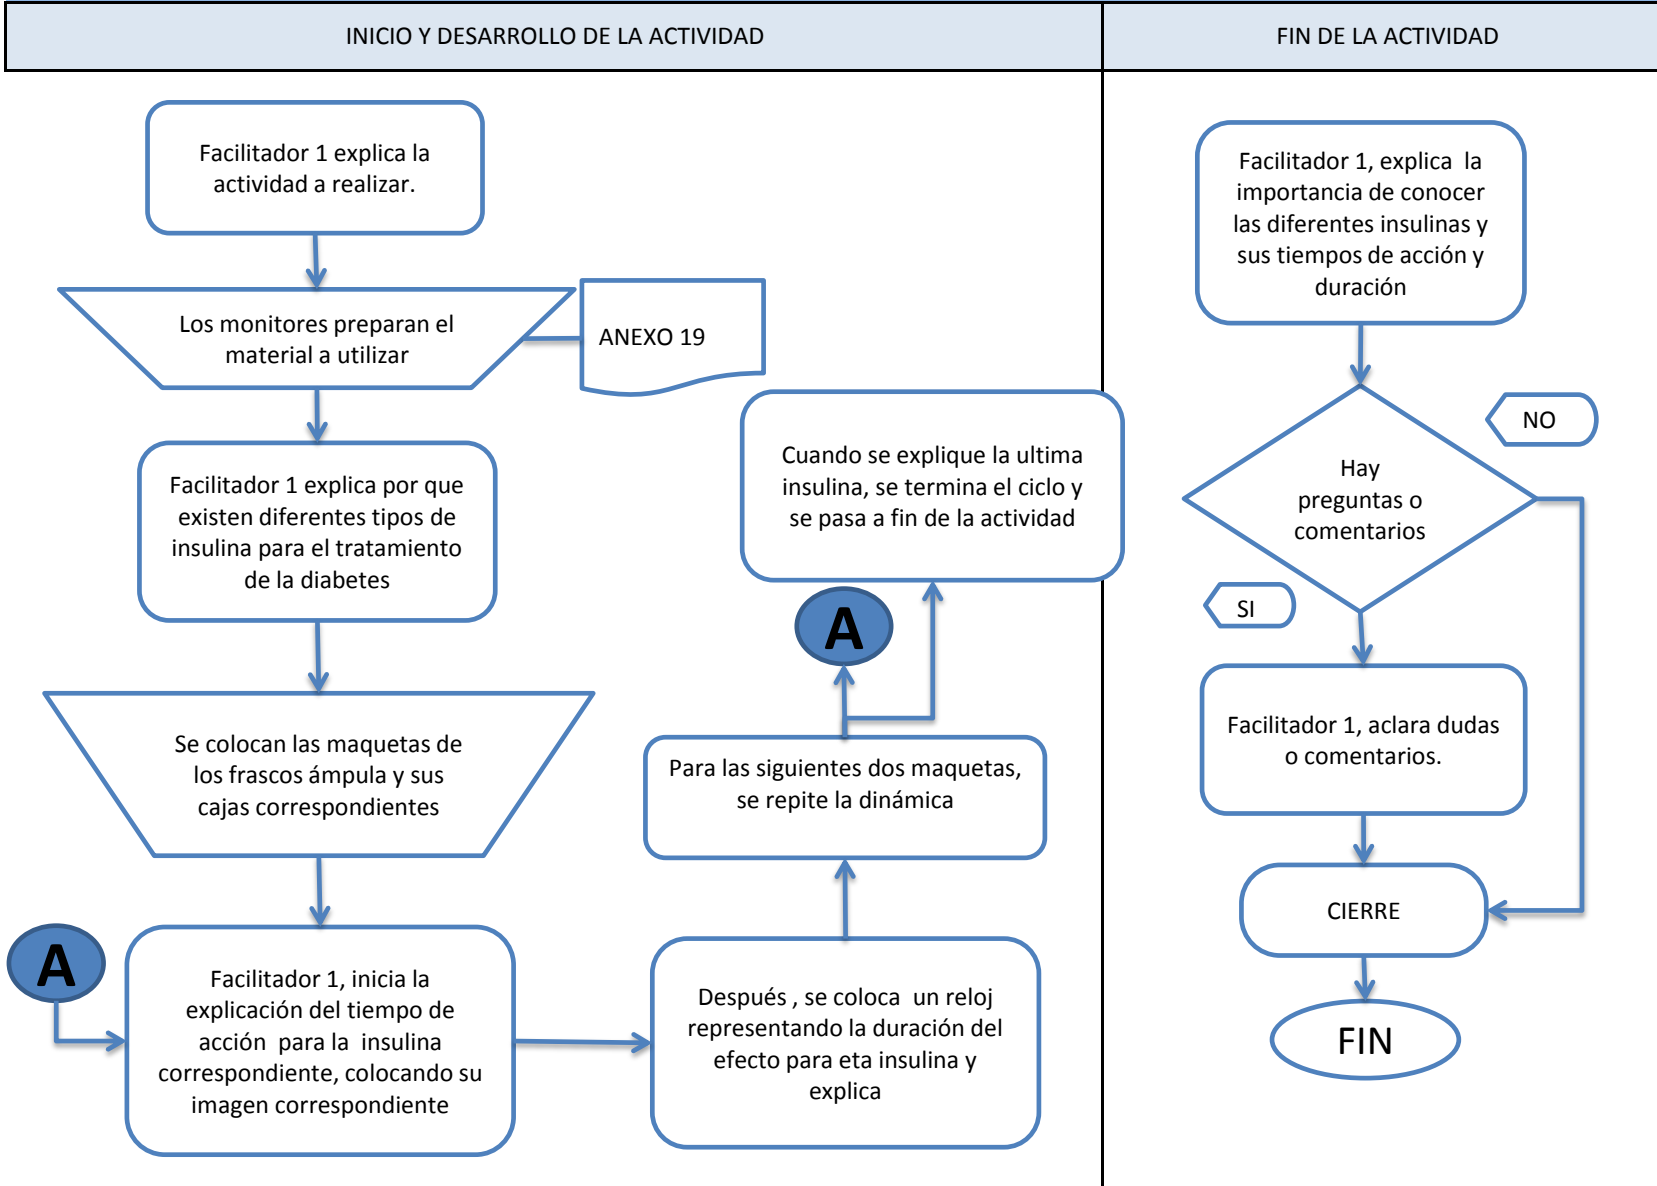 INICIO Y DESARROLLO DE LA ACTIVIDAD
FIN DE LA ACTIVIDAD
Facilitador 1 explica la
actividad a realizar.
Los monitores preparan el
material a utilizar
ANEXO 19
Facilitador 1 explica por que
existen diferentes tipos de
insulina para el tratamiento
de la diabetes
Se colocan las maquetas de
los frascos ámpula y sus
cajas correspondientes
A
Facilitador 1, inicia la
explicación del tiempo de
acción para la insulina
correspondiente, colocando su
imagen correspondiente
Después , se coloca un reloj
representando la duración del
efecto para eta insulina y
explica
Para las siguientes dos maquetas,
se repite la dinámica
A
Cuando se explique la ultima
insulina, se termina el ciclo y
se pasa a fin de la actividad
Facilitador 1, explica la
importancia de conocer
las diferentes insulinas y
sus tiempos de acción y
duración
Hay
preguntas o
comentarios
NO
SI
Facilitador 1, aclara dudas
o comentarios.
CIERRE
FIN